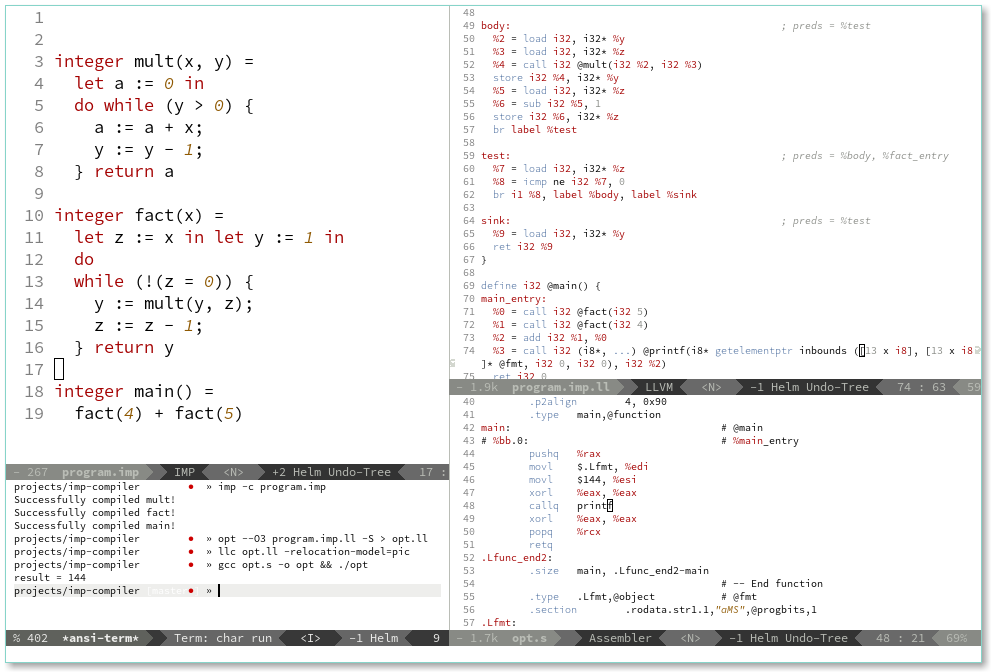 1
2
3 integer mult(x, y) =
4 let a := 0 in
5 do while (y > 0) {
6 a := a + x;
7 y := y - 1;
8 } return a
9
10 integer fact(x) =
11 let z := x in let y := 1 in
12 do
13 while (!(z = 0)) {
14 y := mult(y, z);
15 z := z - 1;
16 } return y
17
18 integer main() =
19 fact(4) + fact(5)
- 267 program.imp IMP <N> +2 Helm Undo-Tree 17 :
projects/imp-compiler ● » imp -c program.imp
Successfully compiled mult!
Successfully compiled fact!
Successfully compiled main!
projects/imp-compiler ● » opt --O3 program.imp.ll -S > opt.ll
projects/imp-compiler ● » llc opt.ll -relocation-model=pic
projects/imp-compiler ● » gcc opt.s -o opt && ./opt
result = 144
projects/imp-compiler ● »
% 402 *ansi-term* Term: char run <I> -1 Helm 9
48
49 body: ; preds = %test
50 %2 = load i32, i32* %y
51 %3 = load i32, i32* %z
52 %4 = call i32 @mult(i32 %2, i32 %3)
53 store i32 %4, i32* %y
54 %5 = load i32, i32* %z
55 %6 = sub i32 %5, 1
56 store i32 %6, i32* %z
57 br label %test
58
59 test: ; preds = %body, %fact_entry
60 %7 = load i32, i32* %z
61 %8 = icmp ne i32 %7, 0
62 br i1 %8, label %body, label %sink
63
64 sink: ; preds = %test
65 %9 = load i32, i32* %y
66 ret i32 %9
67 }
68
69 define i32 @main() {
70 main_entry:
71 %0 = call i32 @fact(i32 5)
72 %1 = call i32 @fact(i32 4)
73 %2 = add i32 %1, %0
74 %3 = call i32 (i8*, ...) @printf(i8* getelementptr inbounds ([13 x i8], [13 x i8
]* @fmt, i32 0, i32 0), i32 %2)
75 ret i32 0
- 1.9k program.imp.ll LLVM <N> -1 Helm Undo-Tree 74 : 63 59
40 .p2align 4, 0x90
41 .type main,@function
42 main: # @main
43 # %bb.0: # %main_entry
44 pushq %rax
45 movl $.Lfmt, %edi
46 movl $144, %esi
47 xorl %eax, %eax
48 callq printf
49 xorl %eax, %eax
50 popq %rcx
51 retq
52 .Lfunc_end2:
53 .size main, .Lfunc_end2-main
54 # -- End function
55 .type .Lfmt,@object # @fmt
56 .section .rodata.str1.1,"aMS",@progbits,1
57 .Lfmt:
- 1.7k opt.s Assembler <N> -1 Helm Undo-Tree 48 : 21 69%